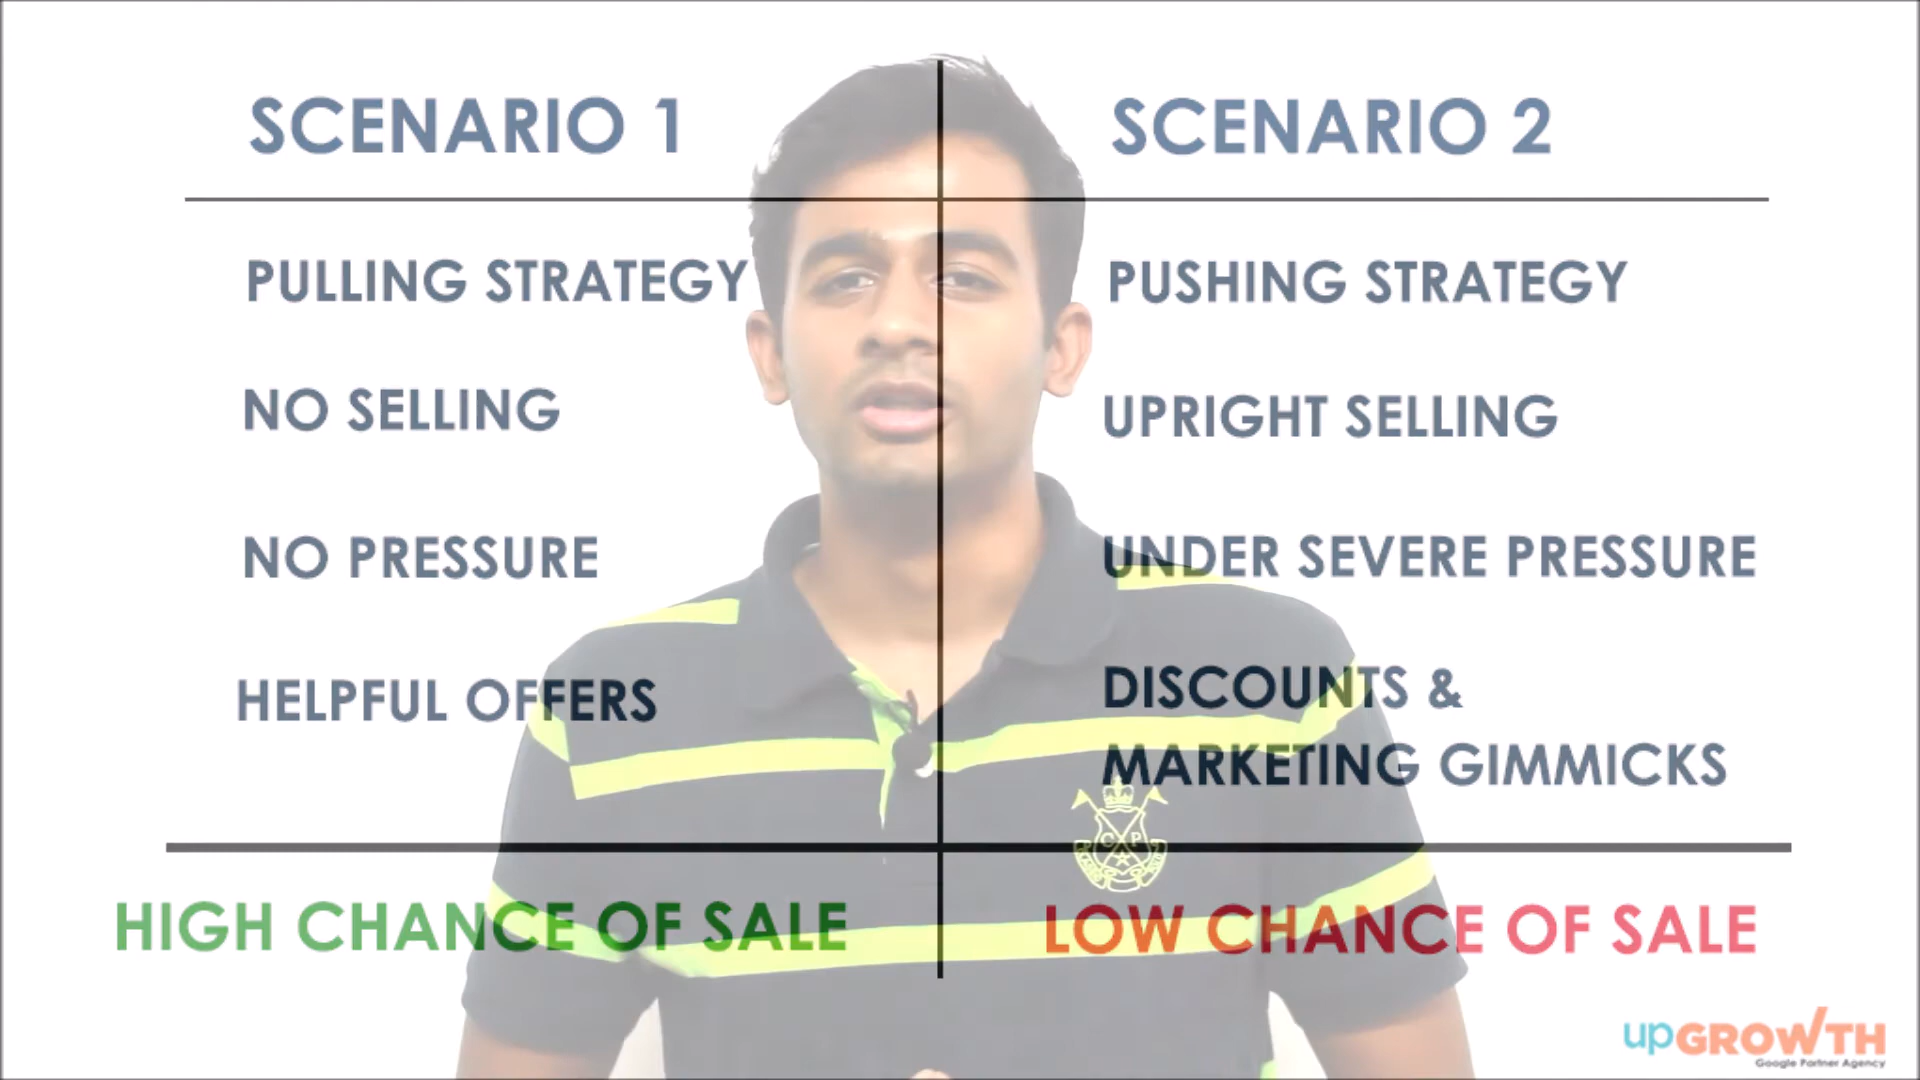 SCENARIO 1
SCENARIO 2
PULLING STRATEGY
PUSHING STRATEGY
NO SELLING
UPRIGHT SELLING
NO PRESSURE
UNDER SEVERE PRESSURE
HELPFUL OFFERS
DISCOUNTS &
MARKETING GIMMICKS
C P
HIGH CHANCE OF SALE
LOW CHANCE OF SALE
upGROWTH
Google Partner Agency